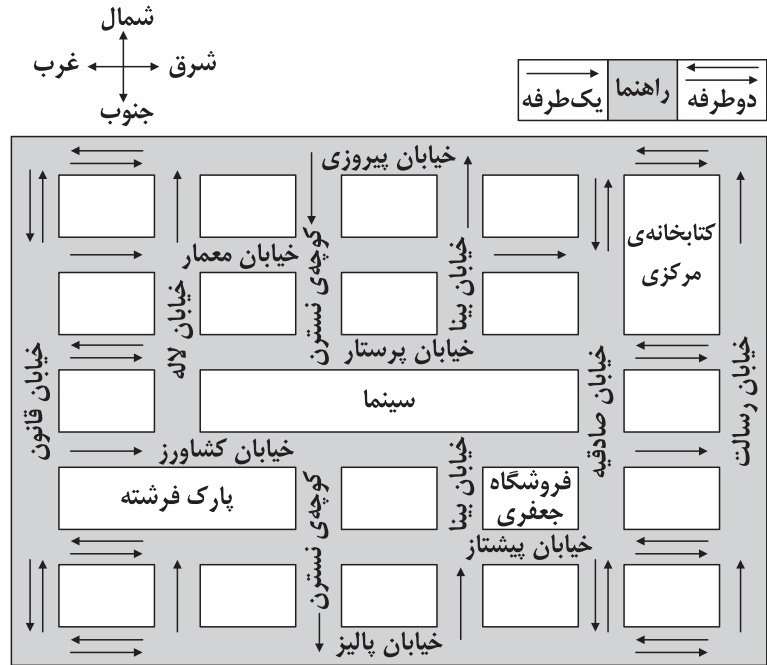 شمال
شرق
غرب
جنوب
دوطرفه
راهنما
یک‌طرفه
خیابان پیروزی
کتابخانه‌ی
مرکزی
خیابان معمار
کوچه‌ی نسترن
خیابان بینا
خیابان لاله
خیابان پرستار
خیابان قانون
خیابان صادقیه
خیابان رسالت
سینما
خیابان کشاورز
پارک فرشته
کوچه‌ی نسترن
خیابان بینا
فروشگاه
جعفری
خیابان پیشتاز
خیابان پالیز